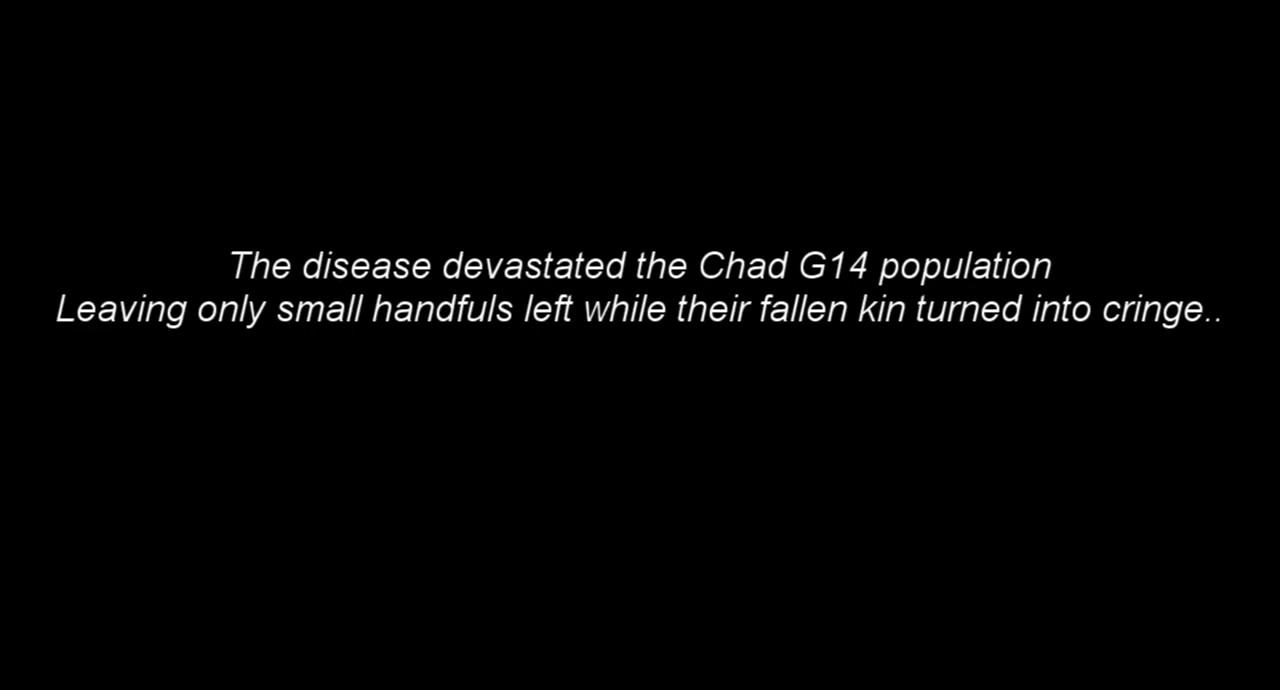 The disease devastated the Chad G14 population
Leaving only small handfuls left while their fallen kin turned into cringe..